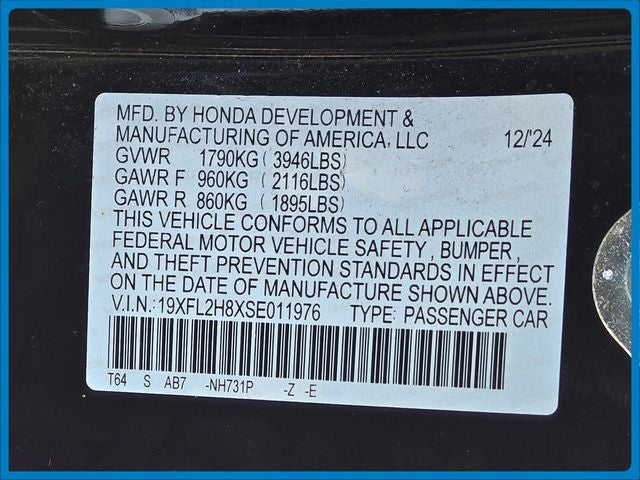 MFD. BY HONDA DEVELOPMENT &
MANUFACTURING OF AMERICA, LLC 12/'24
GVWR 1790KG ( 3946LBS)
GAWR F 960KG ( 2116LBS)
GAWR R 860KG ( 1895LBS)
THIS VEHICLE CONFORMS TO ALL APPLICABLE
FEDERAL MOTOR VEHICLE SAFETY , BUMPER ,
AND THEFT PREVENTION STANDARDS IN EFFECT
ON THE DATE OF MANUFACTURE SHOWN ABOVE.
V.I.N.: 19XFL2H8XSE011976 TYPE: PASSENGER CAR
T64 S AB7 -NH731P -Z -E